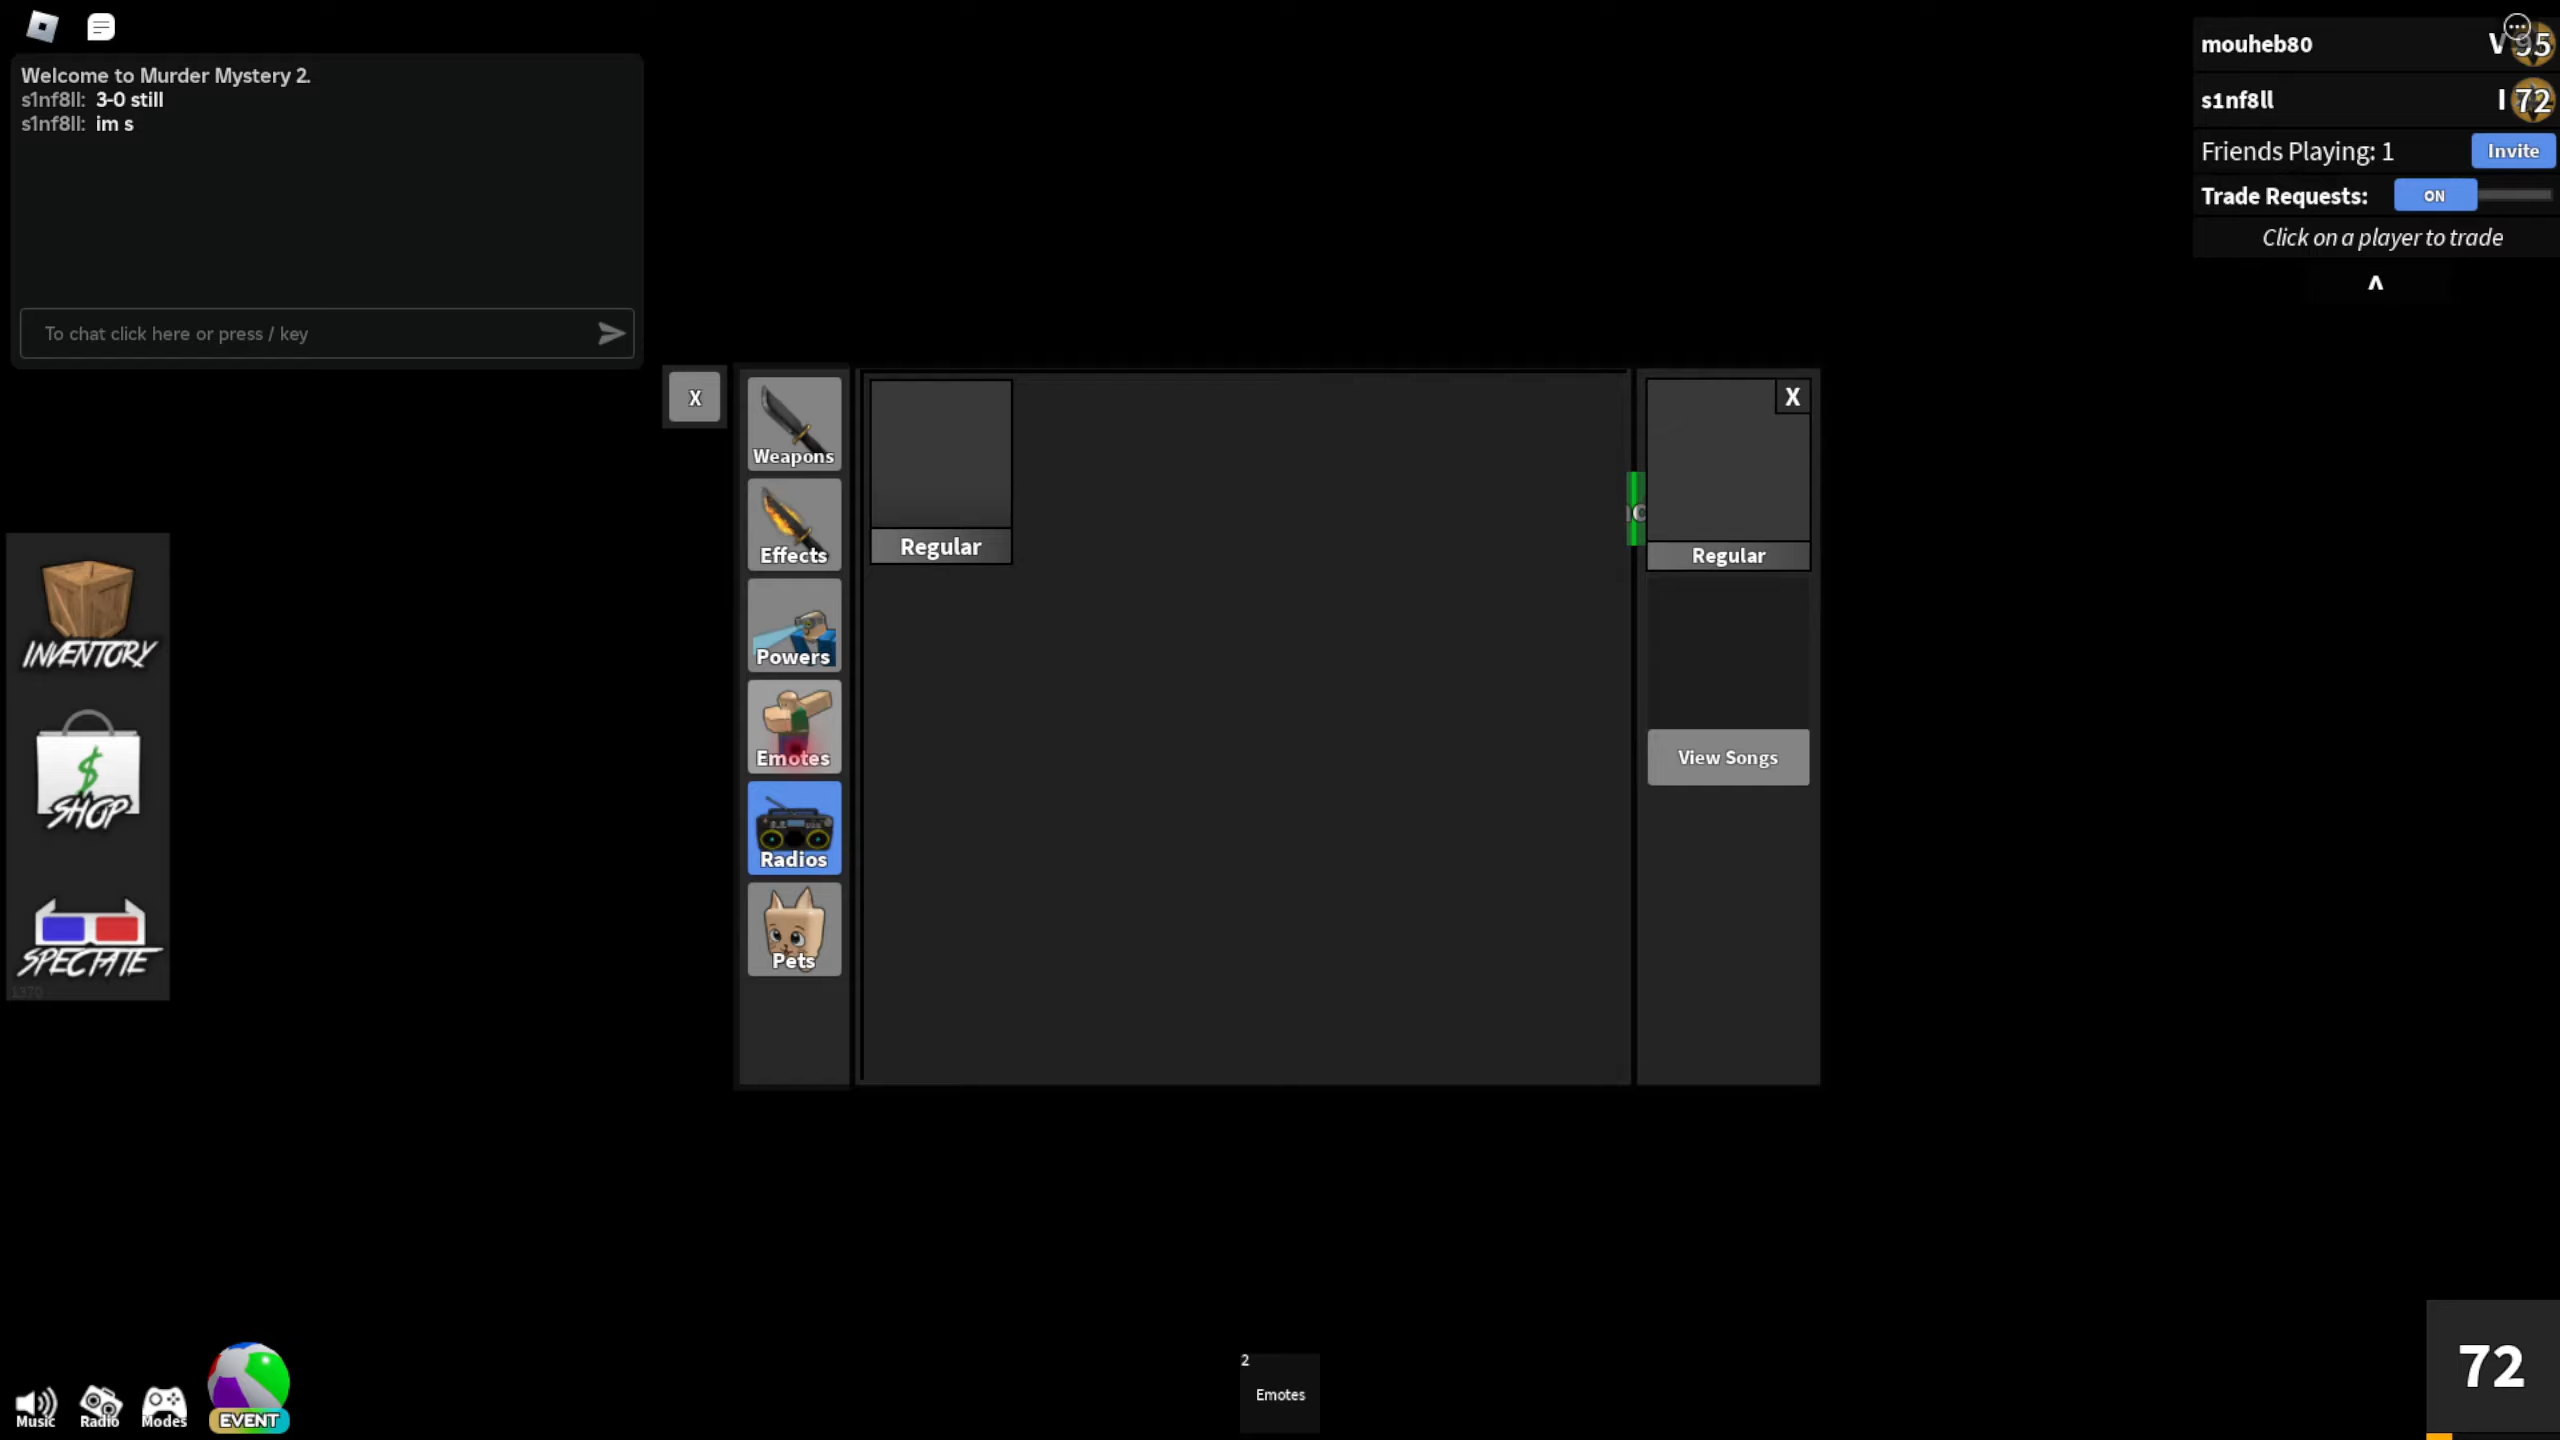 Welcome to Murder Mystery 2.
s1nf8ll: 3-0 still
s1nf8ll: im s
To chat click here or press / key
mouheb80 V 95
s1nf8ll I 72
Friends Playing: 1 Invite
Trade Requests: ON
Click on a player to trade
^
X
Weapons
Effects
Powers
Emotes
Radios
Pets
Regular
X
Regular
View Songs
INVENTORY
$
SHOP
SPECTATE
1370
Music
Radio
Modes
EVENT
2
Emotes
72